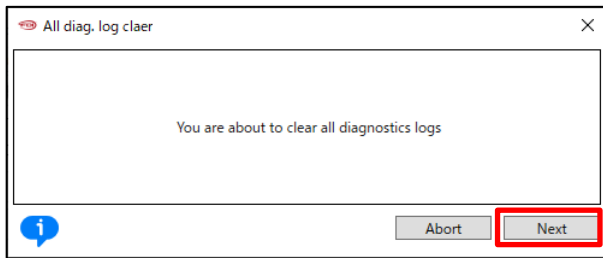 All diag. log claer
You are about to clear all diagnostics logs
Abort
Next